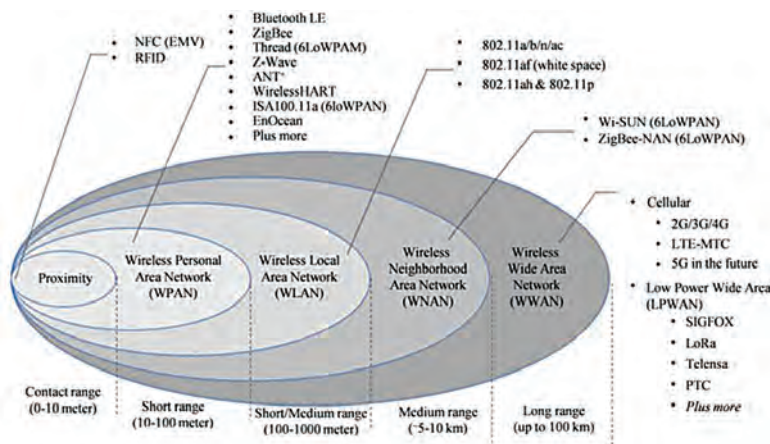 NFC (EMV)
RFID
Bluetooth LE
ZigBee
Thread (6LoWPAM)
Z-Wave
ANT+
WirelessHART
ISA100.11a (6loWPAN)
EnOcean
Plus more
802.11a/b/n/ac
802.11af (white space)
802.11ah & 802.11p
Wi-SUN (6LoWPAN)
ZigBee-NAN (6LoWPAN)
Cellular
2G/3G/4G
LTE-MTC
5G in the future
Low Power Wide Area
(LPWAN)
SIGFOX
LoRa
Telensa
PTC
Plus more
Proximity
Wireless Personal
Area Network
(WPAN)
Wireless Local
Area Network
(WLAN)
Wireless
Neighborhood
Area Network
(WNAN)
Wireless
Wide Area
Network
(WWAN)
Contact range
(0-10 meter)
Short range
(10-100 meter)
Short/Medium range
(100-1000 meter)
Medium range
(~5-10 km)
Long range
(up to 100 km)